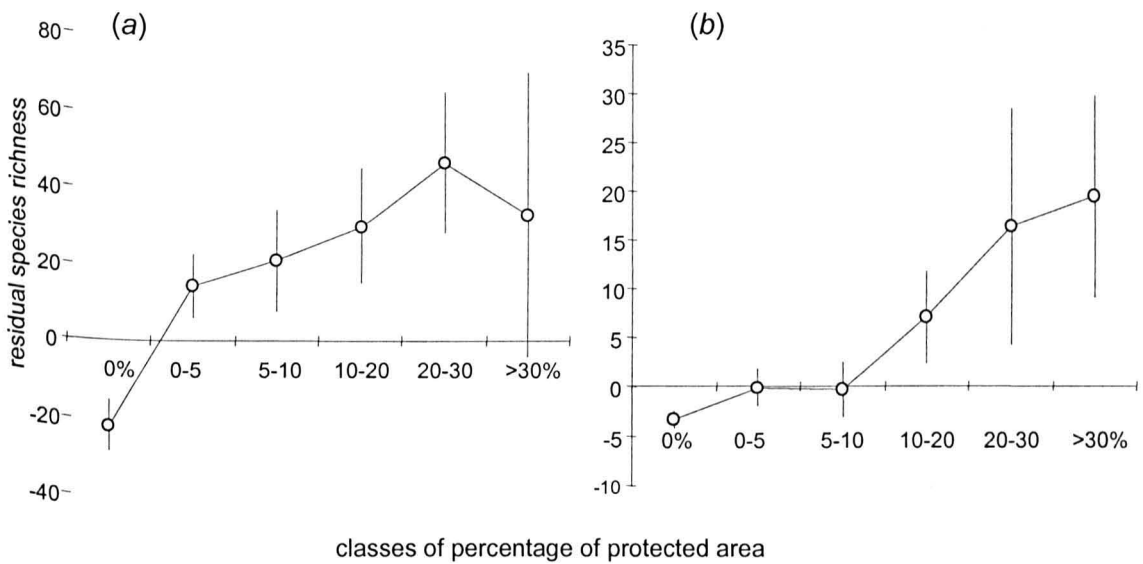 (a)
residual species richness
80
60
40
20
0
-20
-40
0% 0-5 5-10 10-20 20-30 >30%
(b)
35
30
25
20
15
10
5
0
-5
-10
0% 0-5 5-10 10-20 20-30 >30%
classes of percentage of protected area